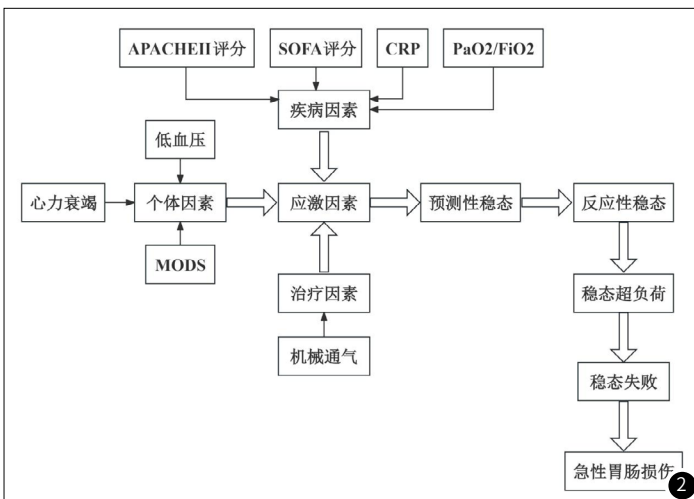 APACHEII评分
SOFA评分
CRP
PaO2/FiO2
疾病因素
低血压
心力衰竭
个体因素
应激因素
预测性稳态
反应性稳态
MODS
治疗因素
稳态超负荷
机械通气
稳态失败
急性胃肠损伤
2